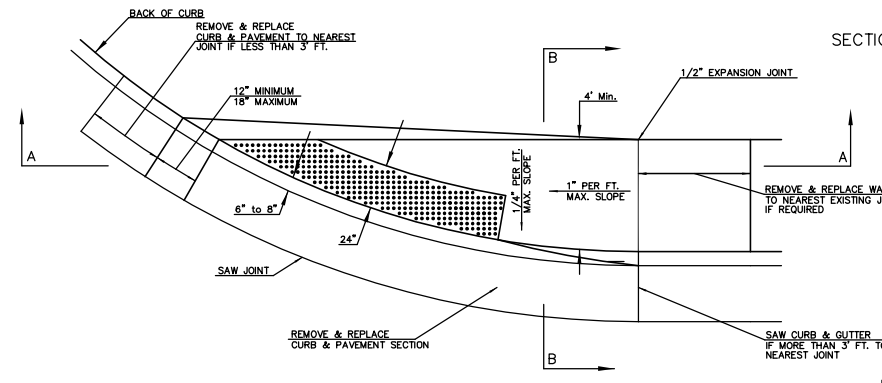 BACK OF CURB
REMOVE & REPLACE
CURB & PAVEMENT TO NEAREST
JOINT IF LESS THAN 3' FT.
SECTIO
B
1/2" EXPANSION JOINT
12" MINIMUM
18" MAXIMUM
4' Min.
A
A
1/4" PER FT.
MAX. SLOPE
1" PER FT.
MAX. SLOPE
REMOVE & REPLACE WA
TO NEAREST EXISTING J
IF REQUIRED
6" to 8"
24"
SAW JOINT
REMOVE & REPLACE
CURB & PAVEMENT SECTION
SAW CURB & GUTTER
IF MORE THAN 3' FT. TO
NEAREST JOINT
B